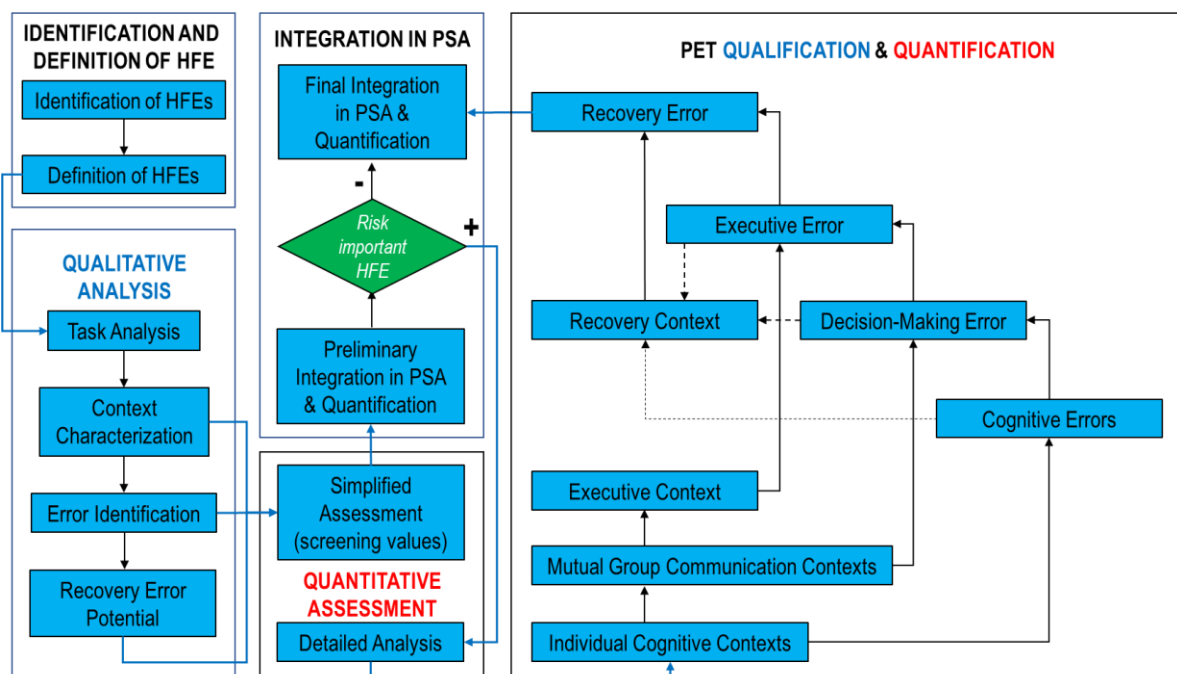 IDENTIFICATION AND
DEFINITION OF HFE
Identification of HFEs
Definition of HFEs
QUALITATIVE
ANALYSIS
Task Analysis
Context
Characterization
Error Identification
Recovery Error
Potential
INTEGRATION IN PSA
Final Integration
in PSA &
Quantification
-
+
Risk
important
HFE
Preliminary
Integration in PSA
& Quantification
Simplified
Assessment
(screening values)
QUANTITATIVE
ASSESSMENT
Detailed Analysis
PET QUALIFICATION & QUANTIFICATION
Recovery Error
Executive Error
Recovery Context
Decision-Making Error
Cognitive Errors
Executive Context
Mutual Group Communication Contexts
Individual Cognitive Contexts